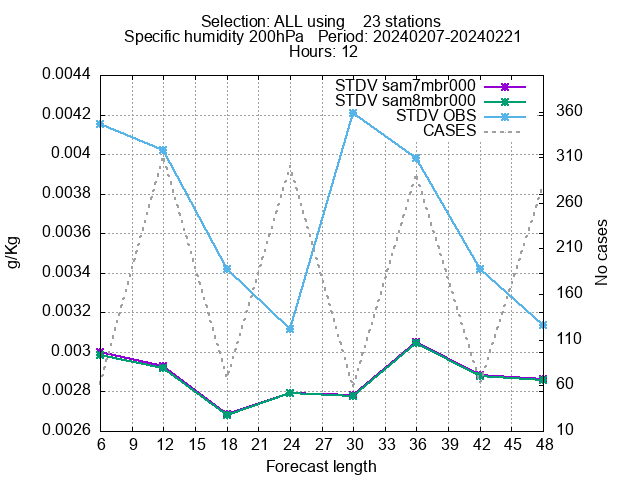 Selection: ALL using    23 stations
Specific humidity 200hPa   Period: 20240207-20240221
Hours: 12
STDV sam7mbr000
STDV sam8mbr000
STDV OBS
CASES
g/Kg
0.0044
0.0042
0.004
0.0038
0.0036
0.0034
0.0032
0.003
0.0028
0.0026
No cases
360
310
260
210
160
110
60
10
6 9 12 15 18 21 24 27 30 33 36 39 42 45 48
Forecast length